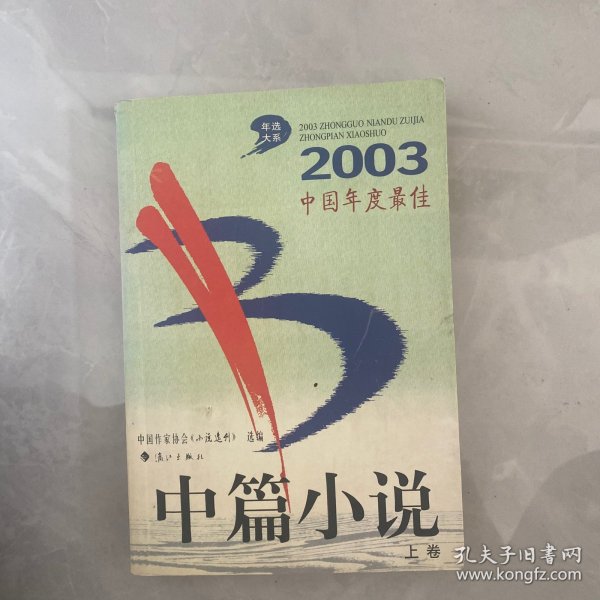 年选
大系
2003 ZHONGGUO NIANDU ZUIJIA
ZHONGPIAN XIAOSHUO
2003
中国年度最佳
中国作家协会《小说选刊》 选编
漓江出版社
中篇小说
上卷
孔夫子旧书网
www.kongfz.com